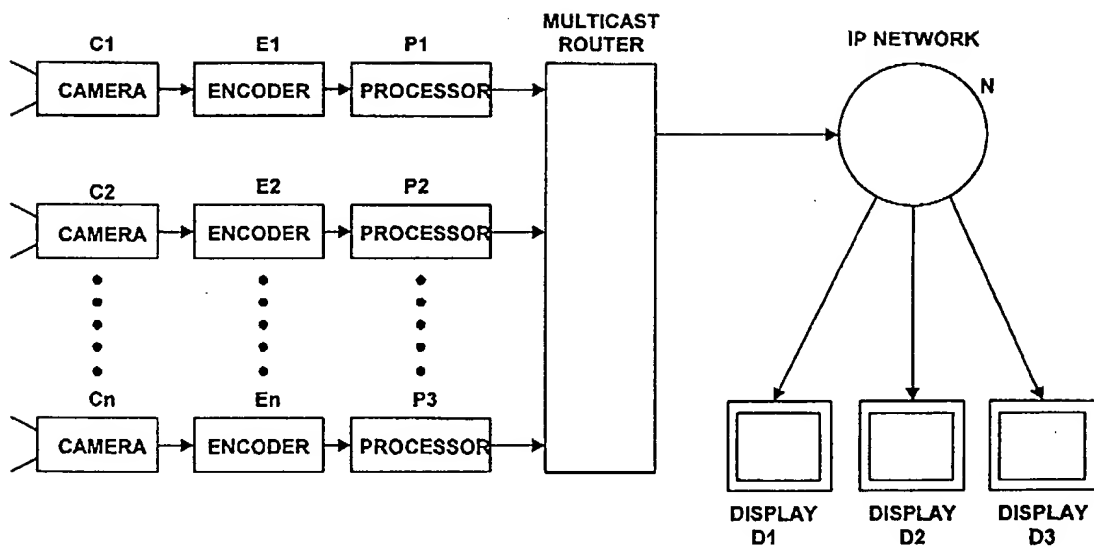 MULTICAST
ROUTER
IP NETWORK
N
C1 E1 P1
CAMERA ENCODER PROCESSOR
C2 E2 P2
CAMERA ENCODER PROCESSOR
Cn En P3
CAMERA ENCODER PROCESSOR
DISPLAY DISPLAY DISPLAY
D1 D2 D3